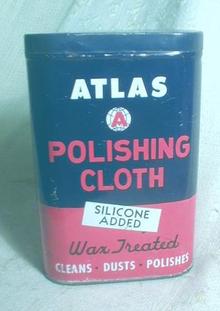 ATLAS
A
POLISHING
CLOTH
SILICONE
ADDED
Wax Treated
CLEANS · DUSTS · POLISHES